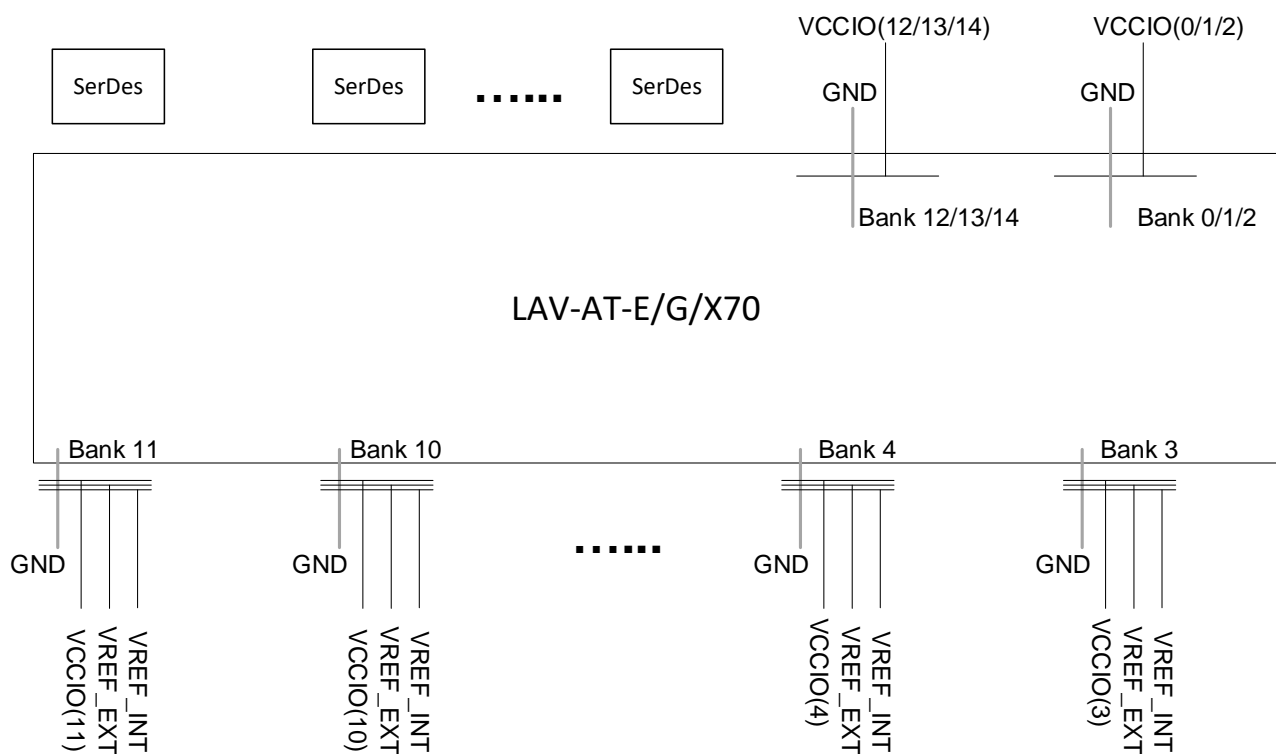 VCCIO(12/13/14)
VCCIO(0/1/2)
SerDes
SerDes
......
SerDes
GND
GND
Bank 12/13/14
Bank 0/1/2
LAV-AT-E/G/X70
Bank 11
Bank 10
Bank 4
Bank 3
GND
GND
......
GND
GND
VCCIO(11)
VREF_EXT
VREF_INT
VCCIO(10)
VREF_EXT
VREF_INT
VCCIO(4)
VREF_EXT
VREF_INT
VCCIO(3)
VREF_EXT
VREF_INT